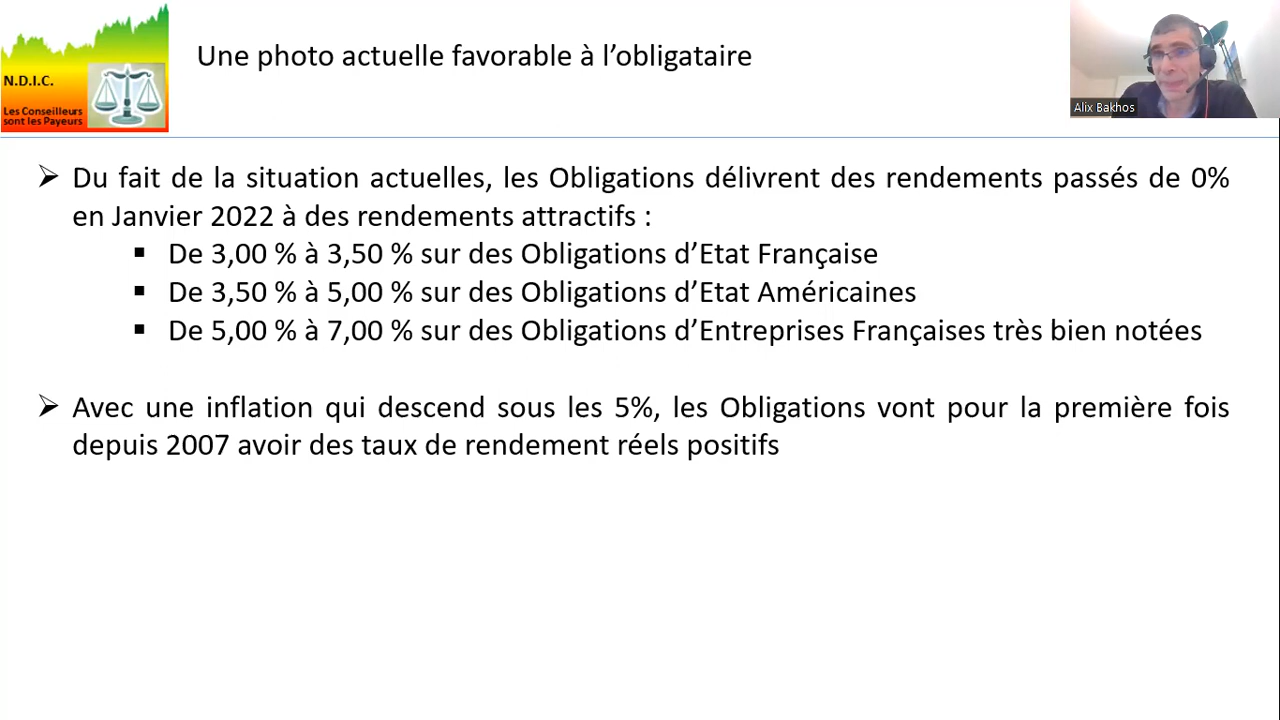 N.D.I.C.
Les Conseilleurs
sont les Payeurs
Une photo actuelle favorable à l’obligataire
Alix Bakhos
➢ Du fait de la situation actuelles, les Obligations délivrent des rendements passés de 0%
en Janvier 2022 à des rendements attractifs :
▪ De 3,00 % à 3,50 % sur des Obligations d’Etat Française
▪ De 3,50 % à 5,00 % sur des Obligations d’Etat Américaines
▪ De 5,00 % à 7,00 % sur des Obligations d’Entreprises Françaises très bien notées
➢ Avec une inflation qui descend sous les 5%, les Obligations vont pour la première fois
depuis 2007 avoir des taux de rendement réels positifs